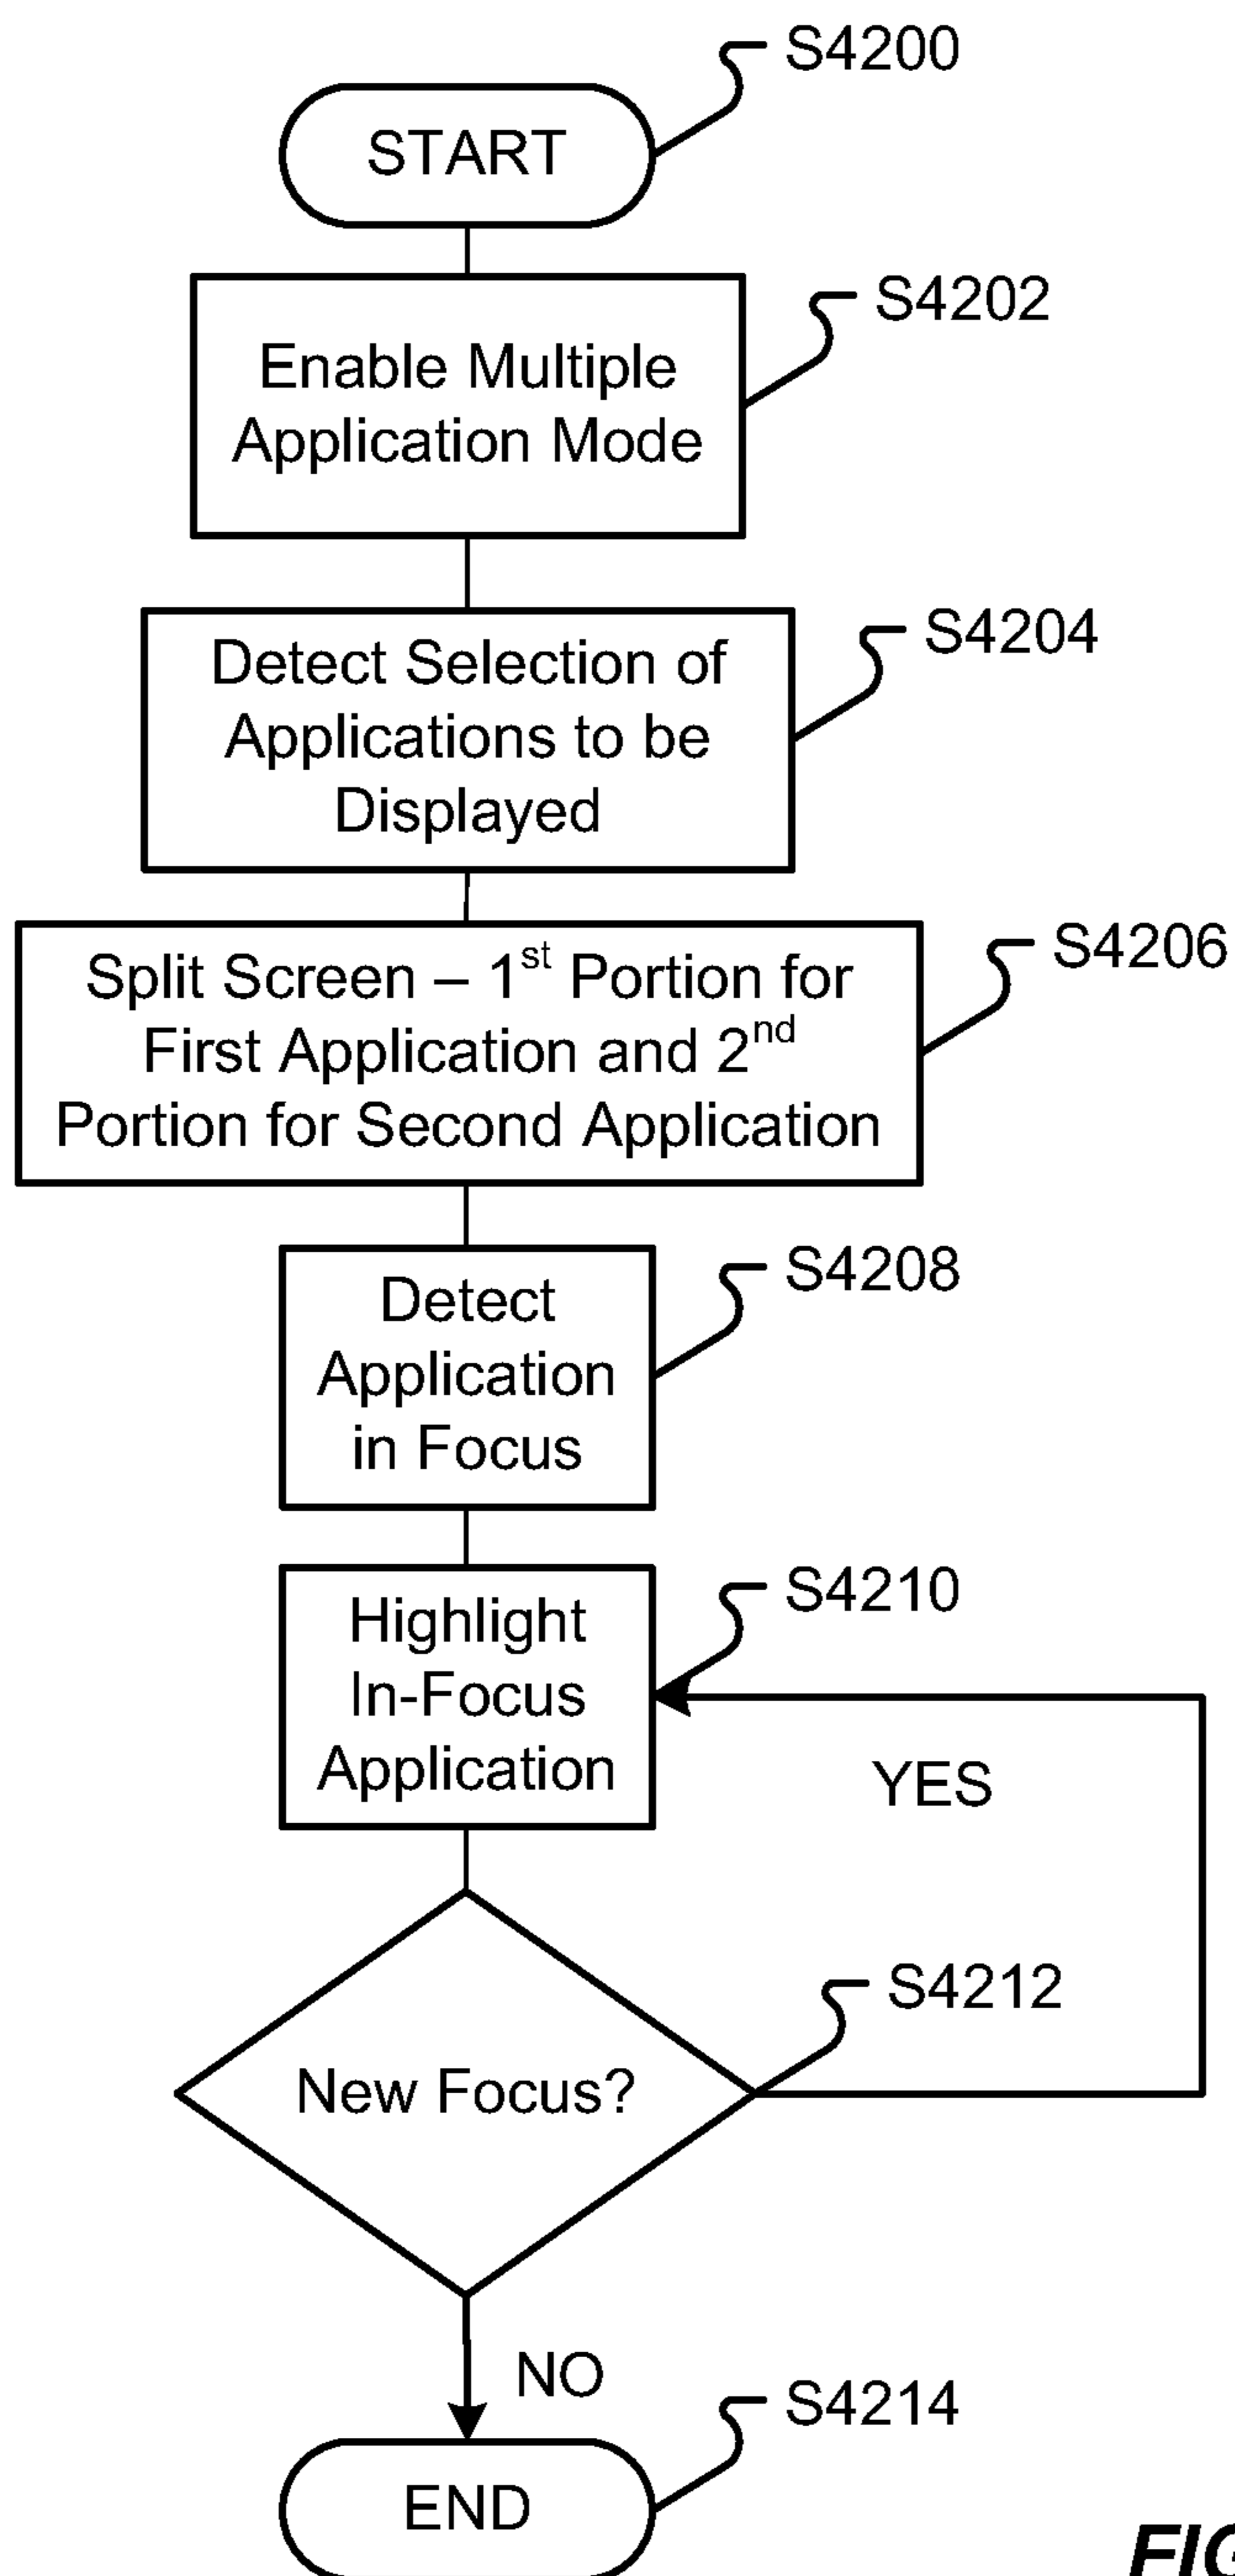 S4200
START
S4202
Enable Multiple
Application Mode
S4204
Detect Selection of
Applications to be
Displayed
S4206
Split Screen – 1st Portion for
First Application and 2nd
Portion for Second Application
S4208
Detect
Application
in Focus
S4210
Highlight
In-Focus
Application
YES
S4212
New Focus?
NO
S4214
END